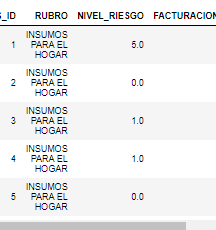 S_ID RUBRO NIVEL_RIESGO FACTURACION
INSUMOS
1 PARA EL 5.0
HOGAR
INSUMOS
2 PARA EL 0.0
HOGAR
INSUMOS
3 PARA EL 1.0
HOGAR
INSUMOS
4 PARA EL 1.0
HOGAR
INSUMOS
5 PARA EL 0.0
HOGAR